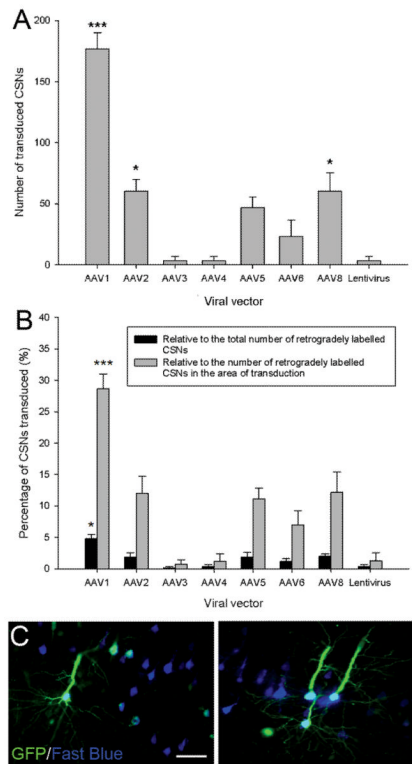 A
Number of transduced CSNs
200
150
100
50
0
***
*
*
AAV1 AAV2 AAV3 AAV4 AAV5 AAV6 AAV8 Lentivirus
Viral vector
B
Percentage of CSNs transduced (%)
40
35
30
25
20
15
10
5
0
Relative to the total number of retrogradely labelled
CSNs
Relative to the number of retrogradely labelled
CSNs in the area of transduction
***
*
AAV1 AAV2 AAV3 AAV4 AAV5 AAV6 AAV8 Lentivirus
Viral vector
C
GFP/Fast Blue